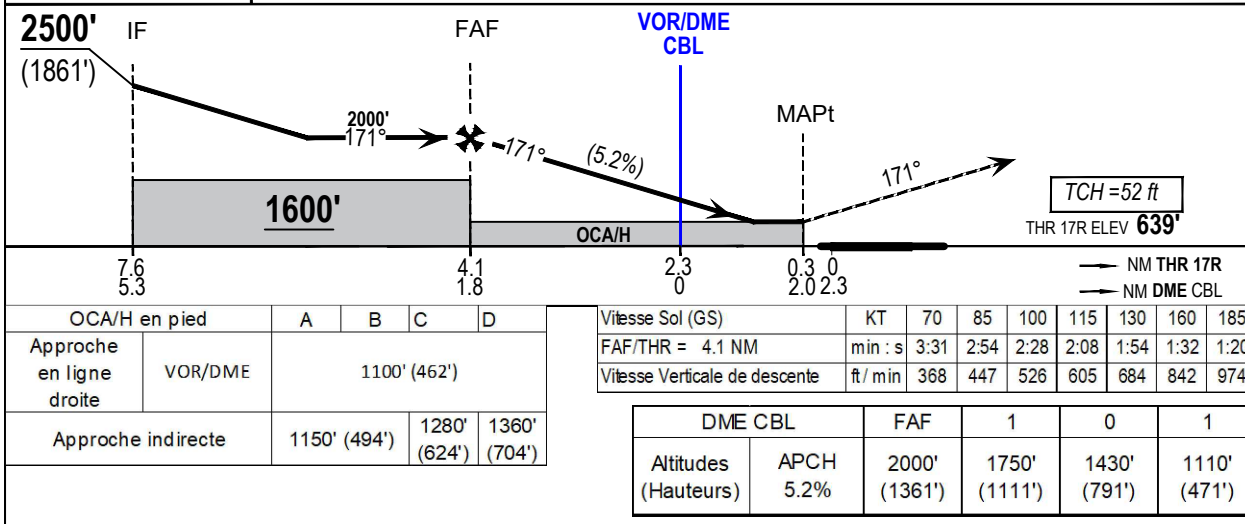 2500' IF FAF VOR/DME
CBL
(1861')
MAPt
2000'
171°
171° (5.2%)
171°
TCH =52 ft
1600'
THR 17R ELEV 639'
OCA/H
7.6 4.1 2.3 0.3 0 NM THR 17R
5.3 1.8 0 2.0 2.3 NM DME CBL
OCA/H en pied A B C D
Approche
en ligne
droite
VOR/DME 1100' (462')
Approche indirecte 1150' (494') 1280'
(624')
1360'
(704')
Vitesse Sol (GS) KT 70 85 100 115 130 160 185
FAF/THR = 4.1 NM min : s 3:31 2:54 2:28 2:08 1:54 1:32 1:20
Vitesse Verticale de descente ft / min 368 447 526 605 684 842 974
DME CBL FAF 1 0 1
Altitudes APCH 2000' 1750' 1430' 1110'
(Hauteurs) 5.2% (1361') (1111') (791') (471')